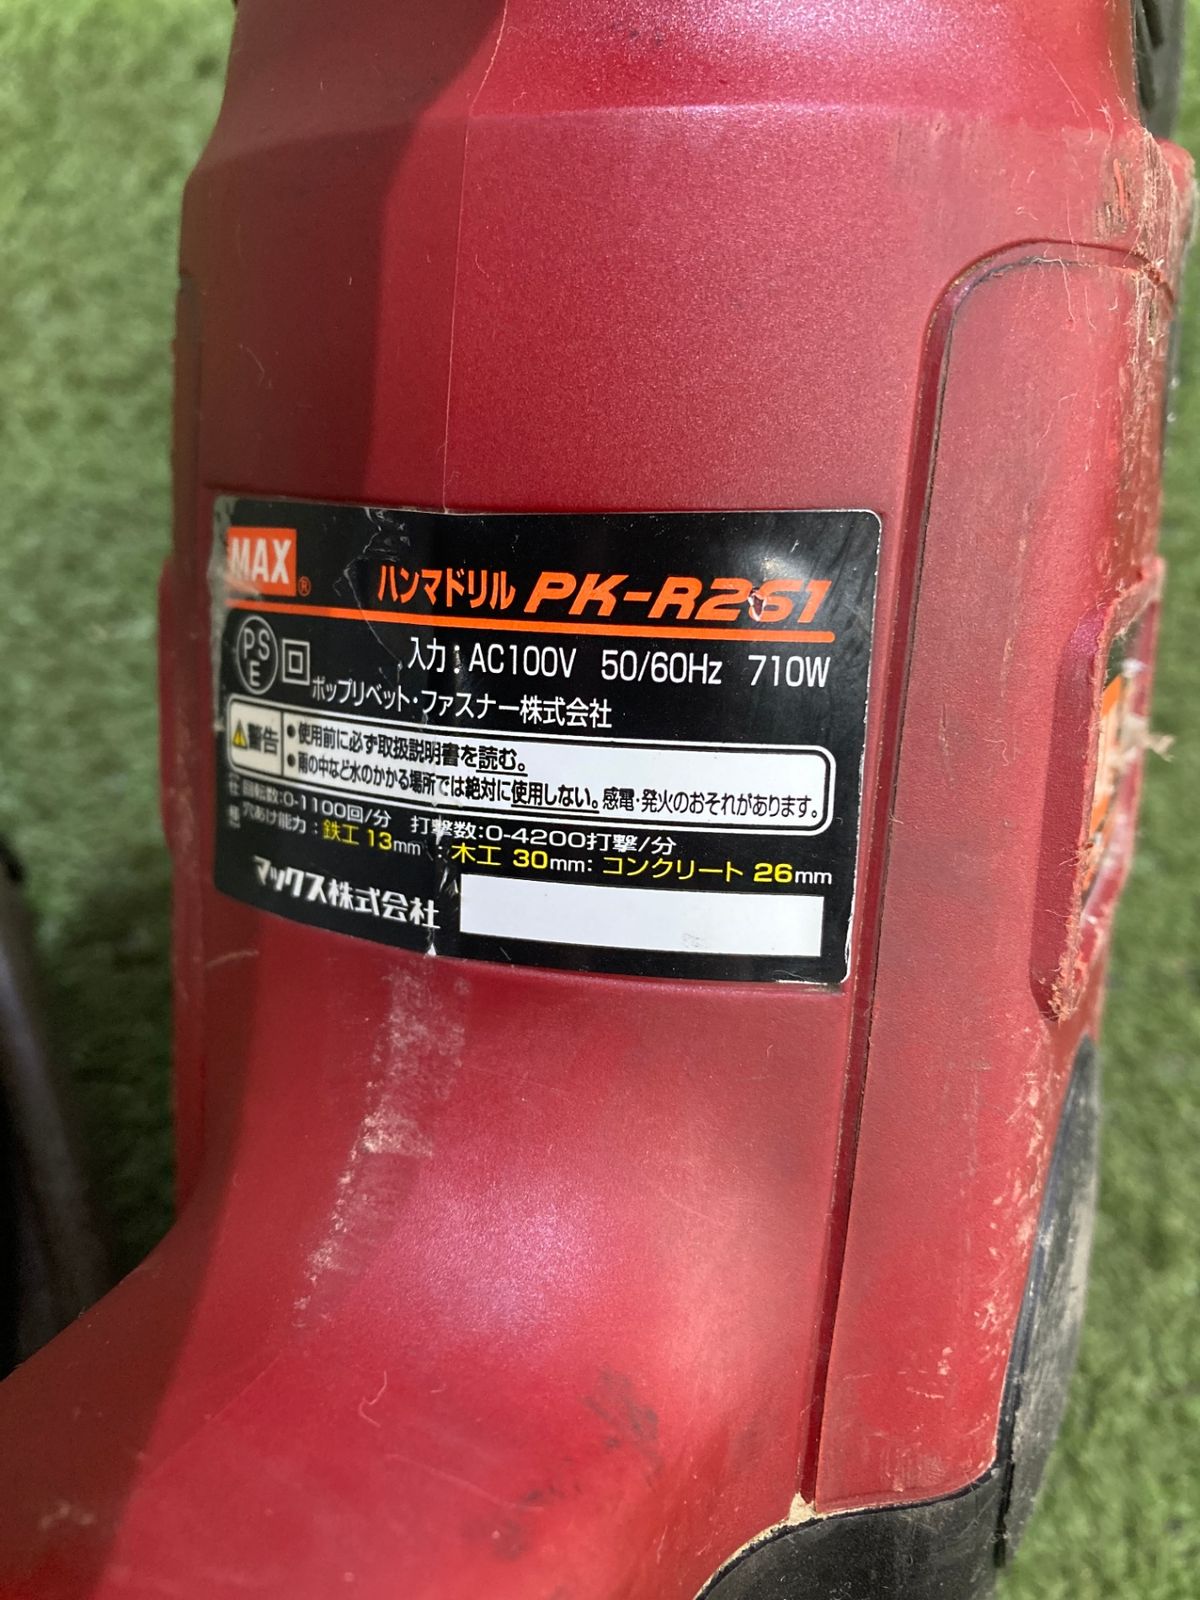 MAX®
ハンマドリル PK-R261
PSE
入力：AC100V 50/60Hz 710W
ポップリベット・ファスナー株式会社
警告
・使用前に必ず取扱説明書を読む。
・雨の中など水のかかる場所では絶対に使用しない。感電・発火のおそれがあります。
回転数:0-1100回/分 打撃数:0-4200打撃/分
穴あけ能力：鉄工 13mm：木工 30mm：コンクリート 26mm
マックス株式会社